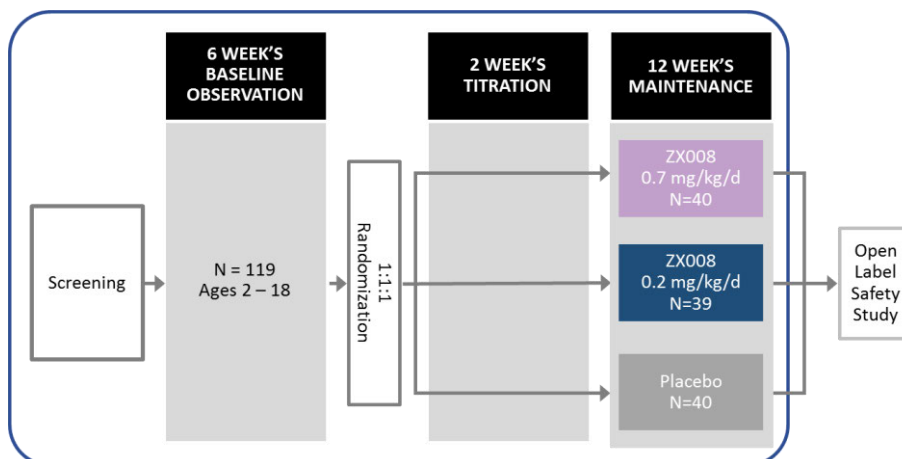 6 WEEK'S
BASELINE
OBSERVATION
2 WEEK'S
TITRATION
12 WEEK'S
MAINTENANCE
Screening
N = 119
Ages 2 – 18
1:1:1
Randomization
ZX008
0.7 mg/kg/d
N=40
ZX008
0.2 mg/kg/d
N=39
Placebo
N=40
Open
Label
Safety
Study